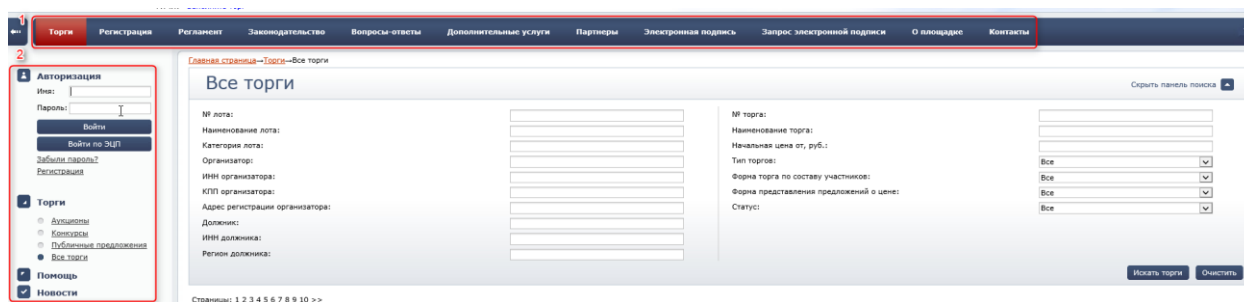 1
Торги Регистрация Регламент Законодательство Вопросы-ответы Дополнительные услуги Партнеры Электронная подпись Запрос электронной подписи О площадке Контакты
2
Авторизация
Имя:
Пароль:
Войти
Войти по ЭЦП
Забыли пароль?
Регистрация
Торги
Аукционы
Конкурсы
Публичные предложения
Все торги
Помощь
Новости
Главная страница→Торги→Все торги
Все торги
Скрыть панель поиска
№ лота:
Наименование лота:
Категория лота:
Организатор:
ИНН организатора:
КПП организатора:
Адрес регистрации организатора:
Должник:
ИНН должника:
Регион должника:
№ торга:
Наименование торга:
Начальная цена от, руб.:
Тип торгов: Все
Форма торга по составу участников: Все
Форма представления предложений о цене: Все
Статус: Все
Искать торги Очистить
Страницы: 1 2 3 4 5 6 7 8 9 10 >>